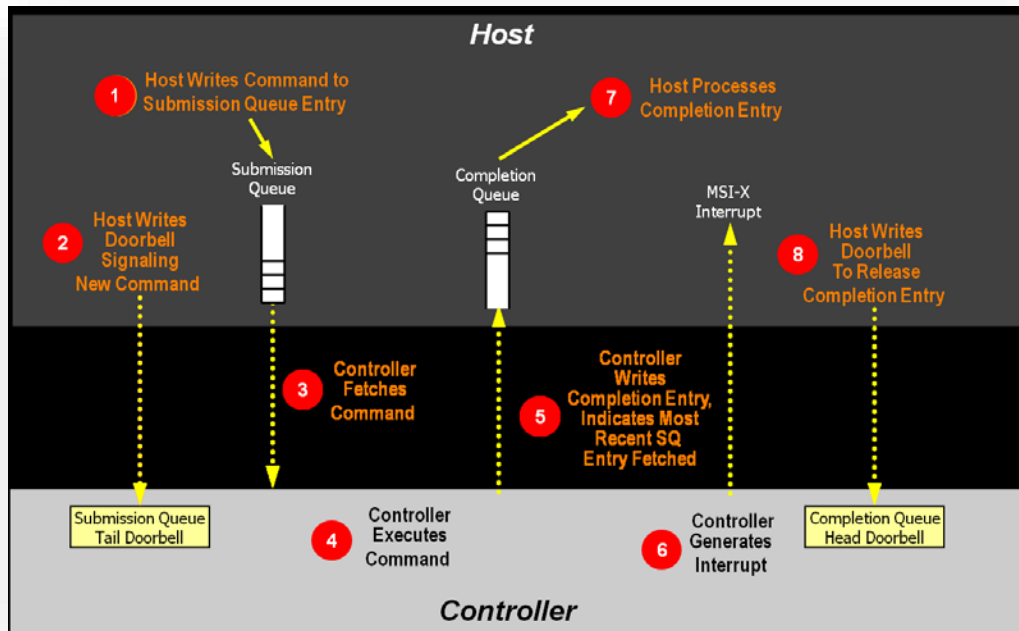 Host
1
Host Writes Command to
Submission Queue Entry
7
Host Processes
Completion Entry
Submission
Queue
Completion
Queue
MSI-X
Interrupt
2
Host Writes
Doorbell
Signaling
New Command
8
Host Writes
Doorbell
To Release
Completion Entry
3
Controller
Fetches
Command
5
Controller
Writes
Completion Entry,
Indicates Most
Recent SQ
Entry Fetched
Submission Queue
Tail Doorbell
4
Controller
Executes
Command
6
Controller
Generates
Interrupt
Completion Queue
Head Doorbell
Controller